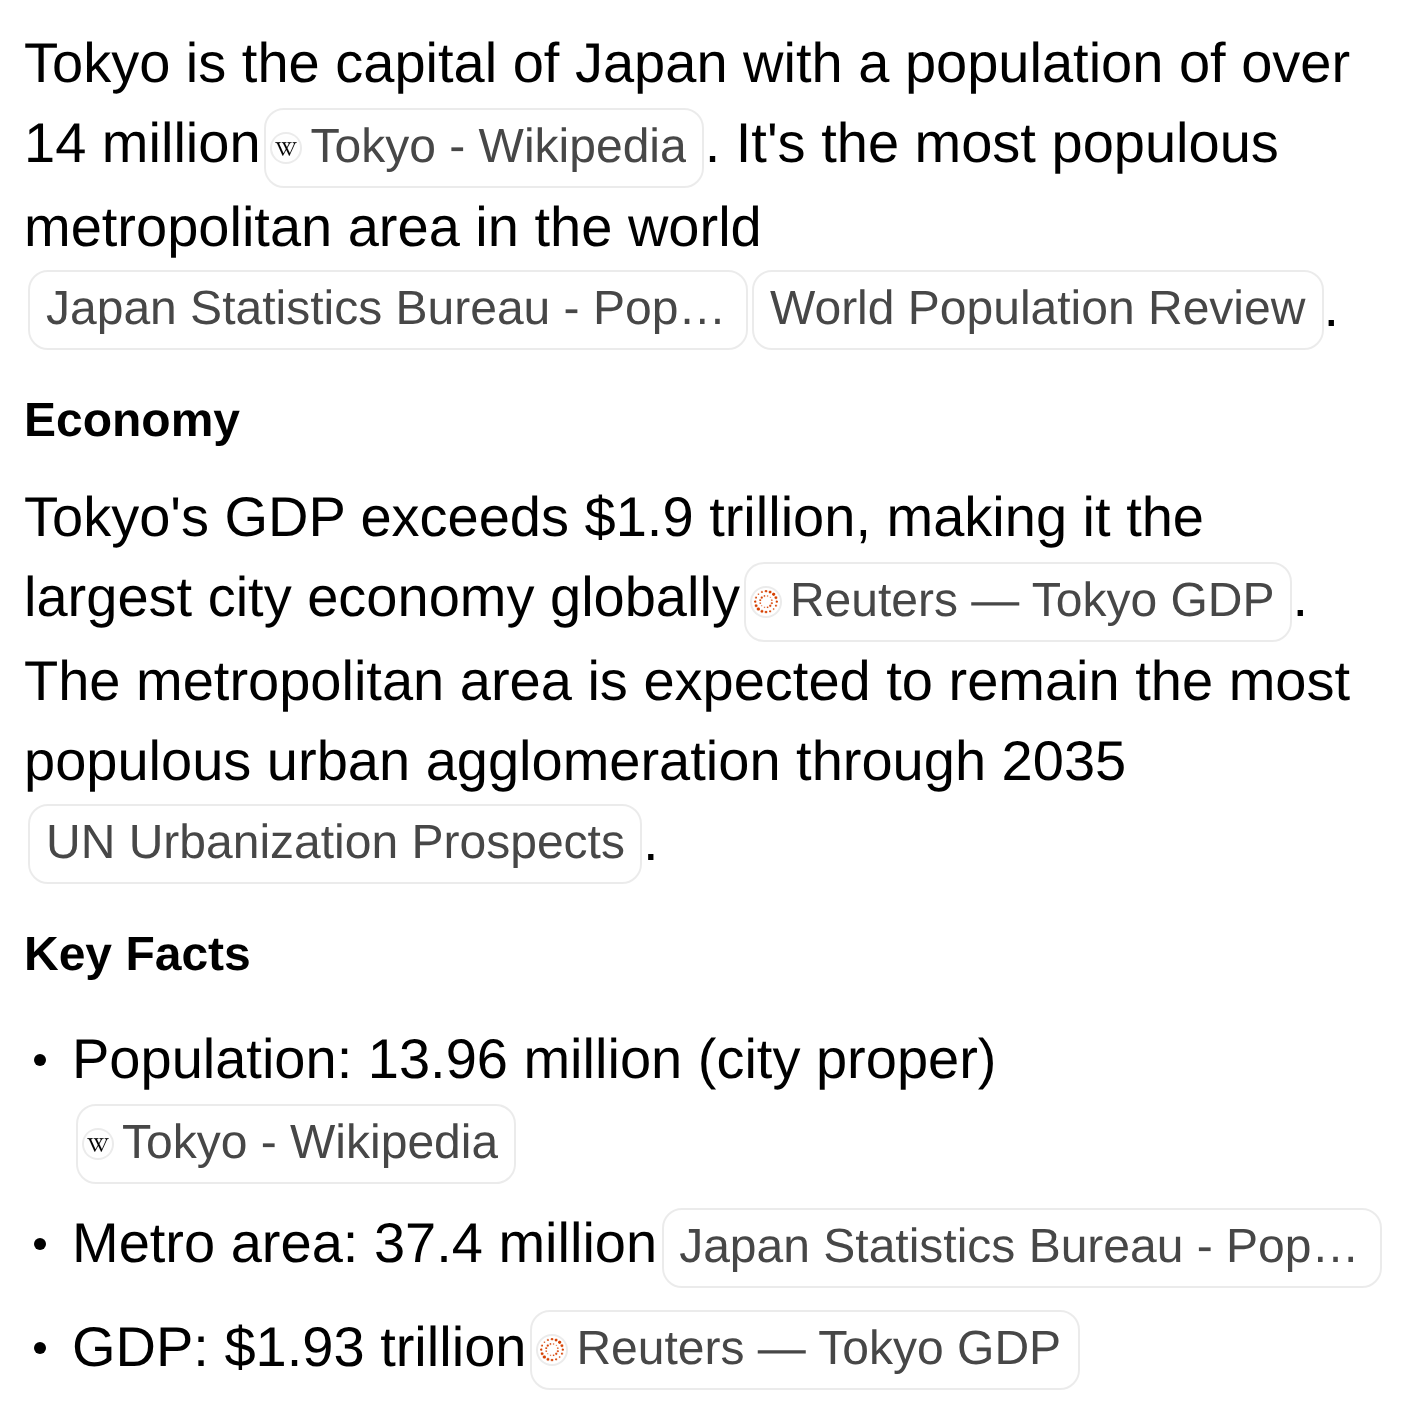 Tokyo is the capital of Japan with a population of over
14 million W Tokyo - Wikipedia . It's the most populous
metropolitan area in the world
Japan Statistics Bureau - Pop… World Population Review .
Economy
Tokyo's GDP exceeds $1.9 trillion, making it the
largest city economy globally Reuters — Tokyo GDP .
The metropolitan area is expected to remain the most
populous urban agglomeration through 2035
UN Urbanization Prospects .
Key Facts
• Population: 13.96 million (city proper)
W Tokyo - Wikipedia
• Metro area: 37.4 million Japan Statistics Bureau - Pop…
• GDP: $1.93 trillion Reuters — Tokyo GDP